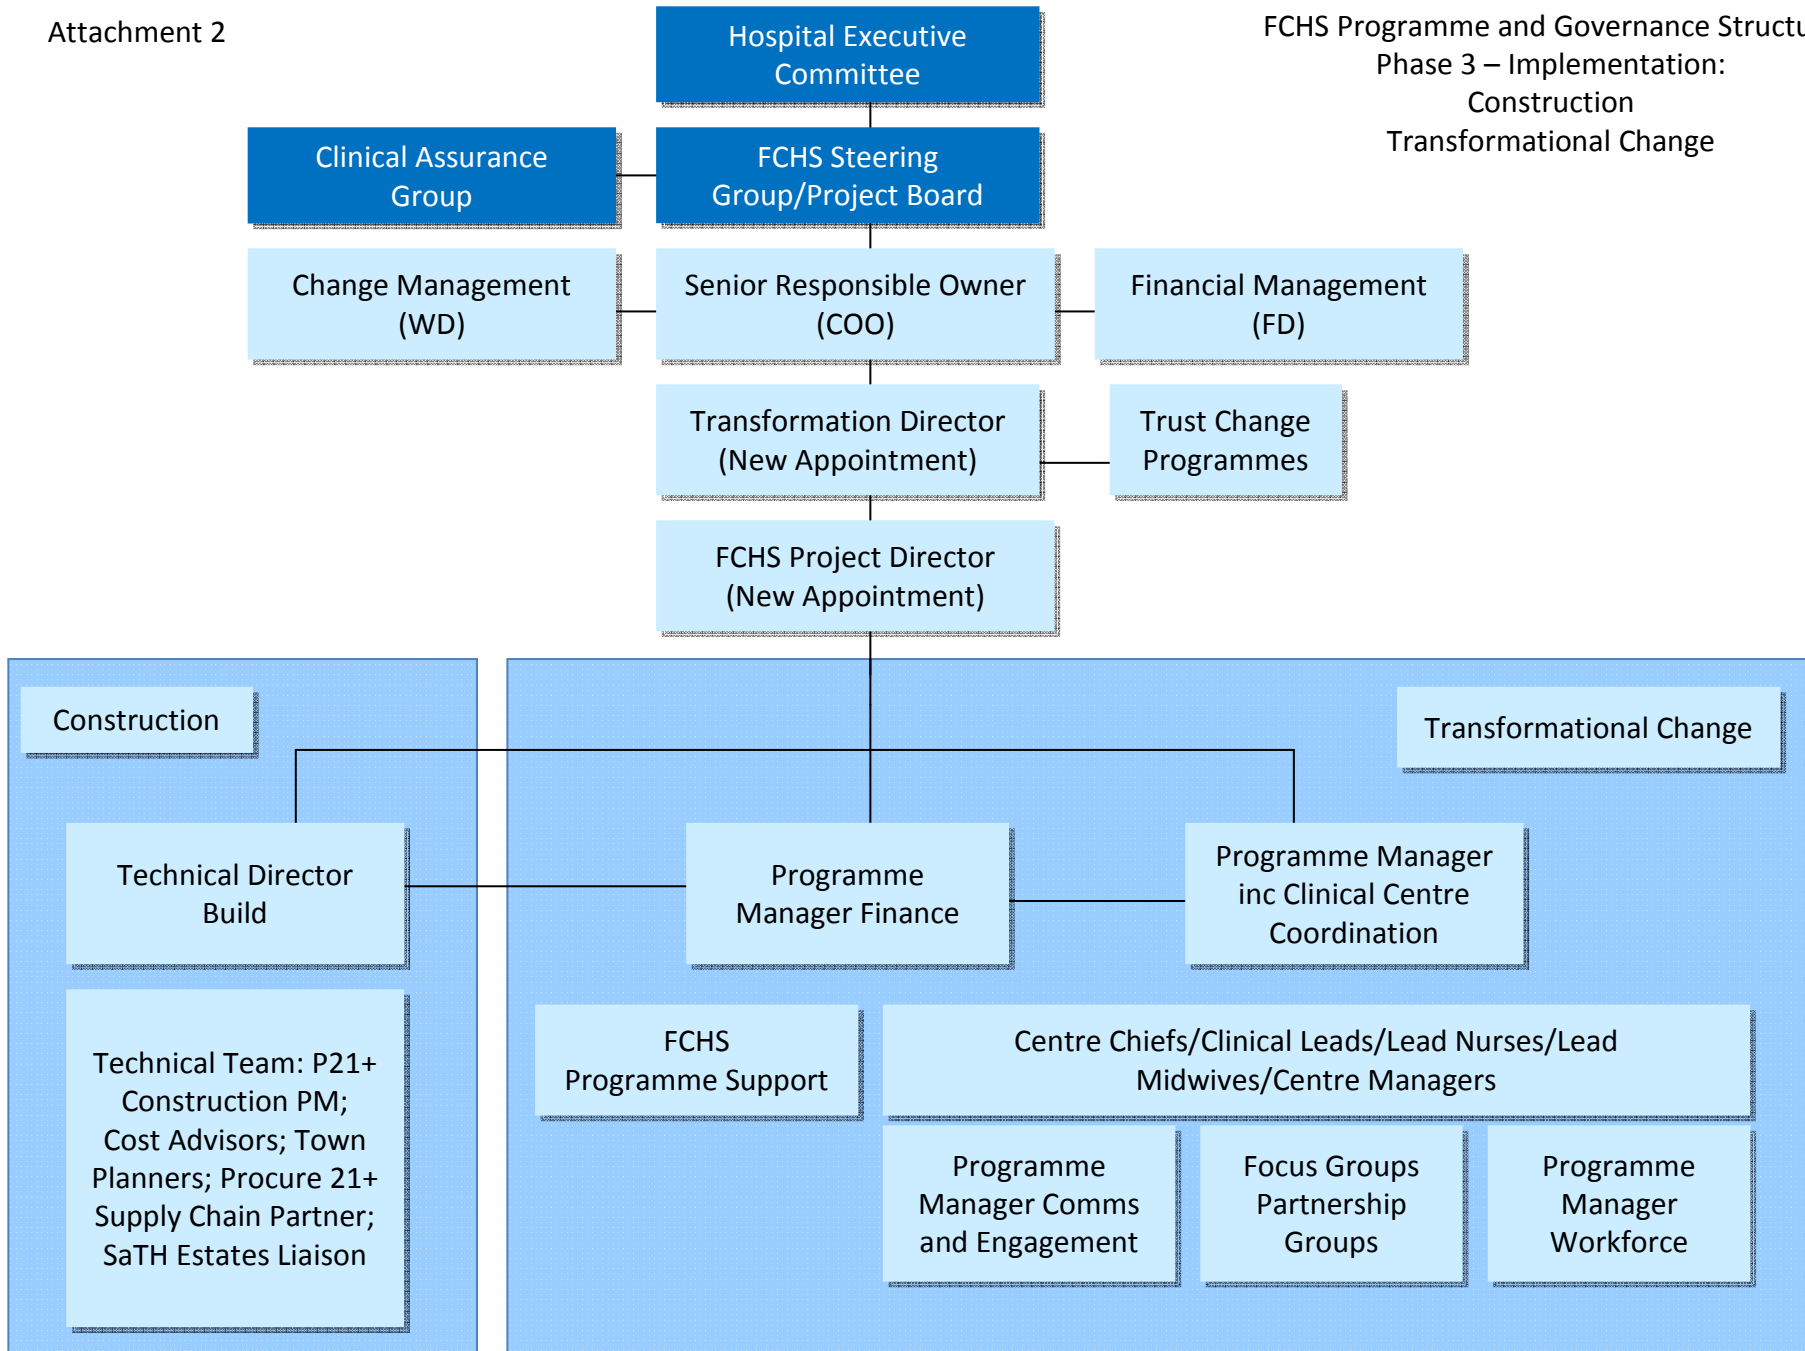 Attachment 2
FCHS Programme and Governance Structu
Phase 3 – Implementation:
Construction
Transformational Change
Hospital Executive
Committee
Clinical Assurance
Group
FCHS Steering
Group/Project Board
Change Management
(WD)
Senior Responsible Owner
(COO)
Financial Management
(FD)
Transformation Director
(New Appointment)
Trust Change
Programmes
FCHS Project Director
(New Appointment)
Construction
Transformational Change
Technical Director
Build
Programme
Manager Finance
Programme Manager
inc Clinical Centre
Coordination
Technical Team: P21+
Construction PM;
Cost Advisors; Town
Planners; Procure 21+
Supply Chain Partner;
SaTH Estates Liaison
FCHS
Programme Support
Centre Chiefs/Clinical Leads/Lead Nurses/Lead
Midwives/Centre Managers
Programme
Manager Comms
and Engagement
Focus Groups
Partnership
Groups
Programme
Manager
Workforce